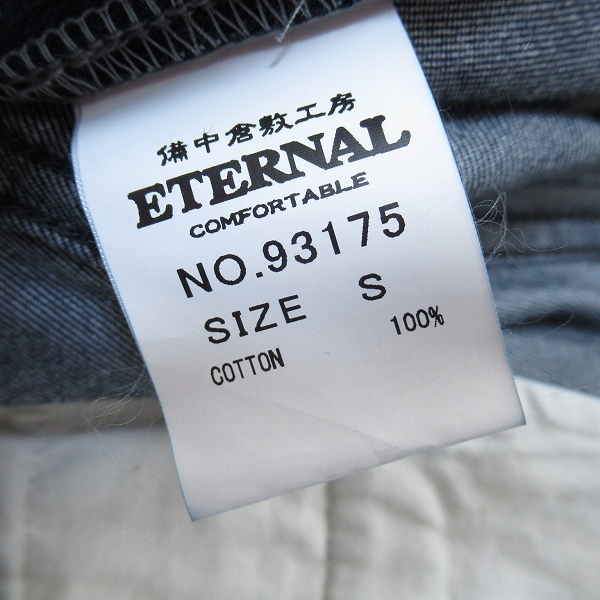 備中倉敷工房
ETERNAL
COMFORTABLE
NO.93175
SIZE S
COTTON 100%